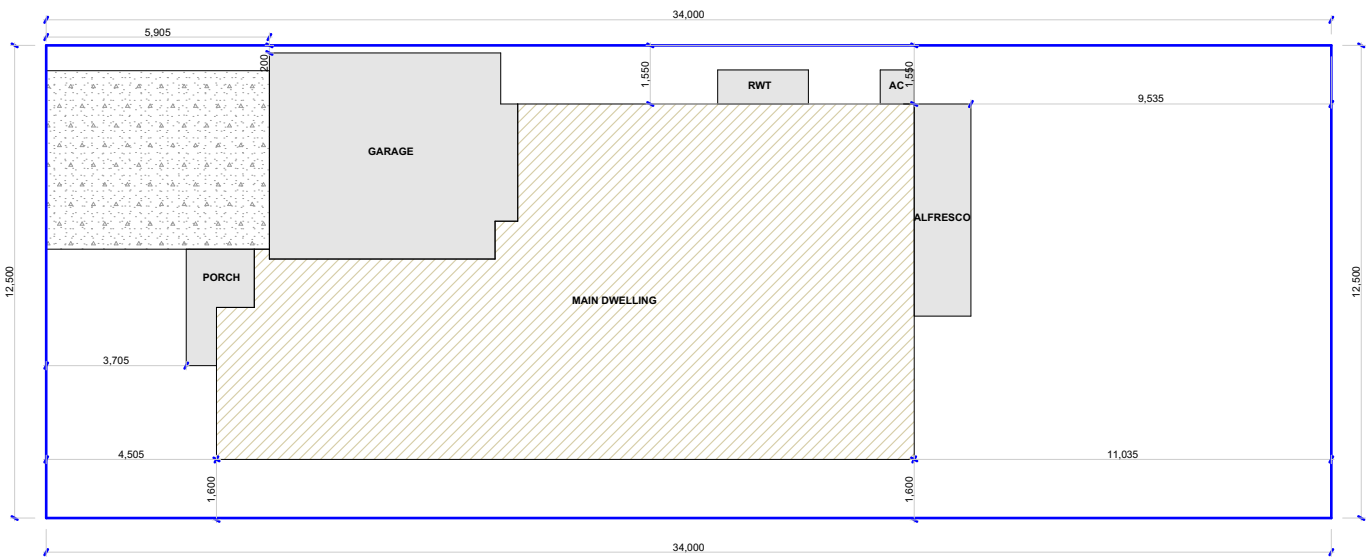 34,000
5,905
200
1,550
1,550
RWT
AC
9,535
GARAGE
ALFRESCO
PORCH
12,500
12,500
MAIN DWELLING
3,705
4,505
11,035
1,600
1,600
34,000